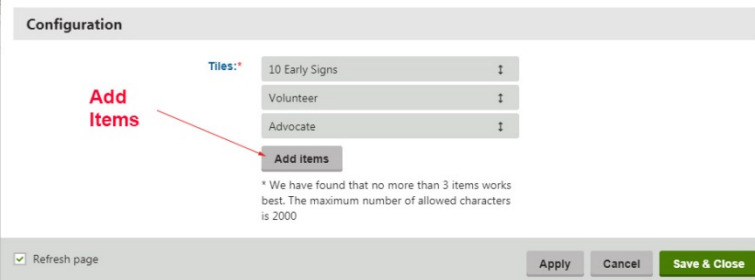 Configuration
Tiles:*
10 Early Signs
Volunteer
Advocate
Add
Items
Add items
* We have found that no more than 3 items works
best. The maximum number of allowed characters
is 2000
Refresh page
Apply
Cancel
Save & Close